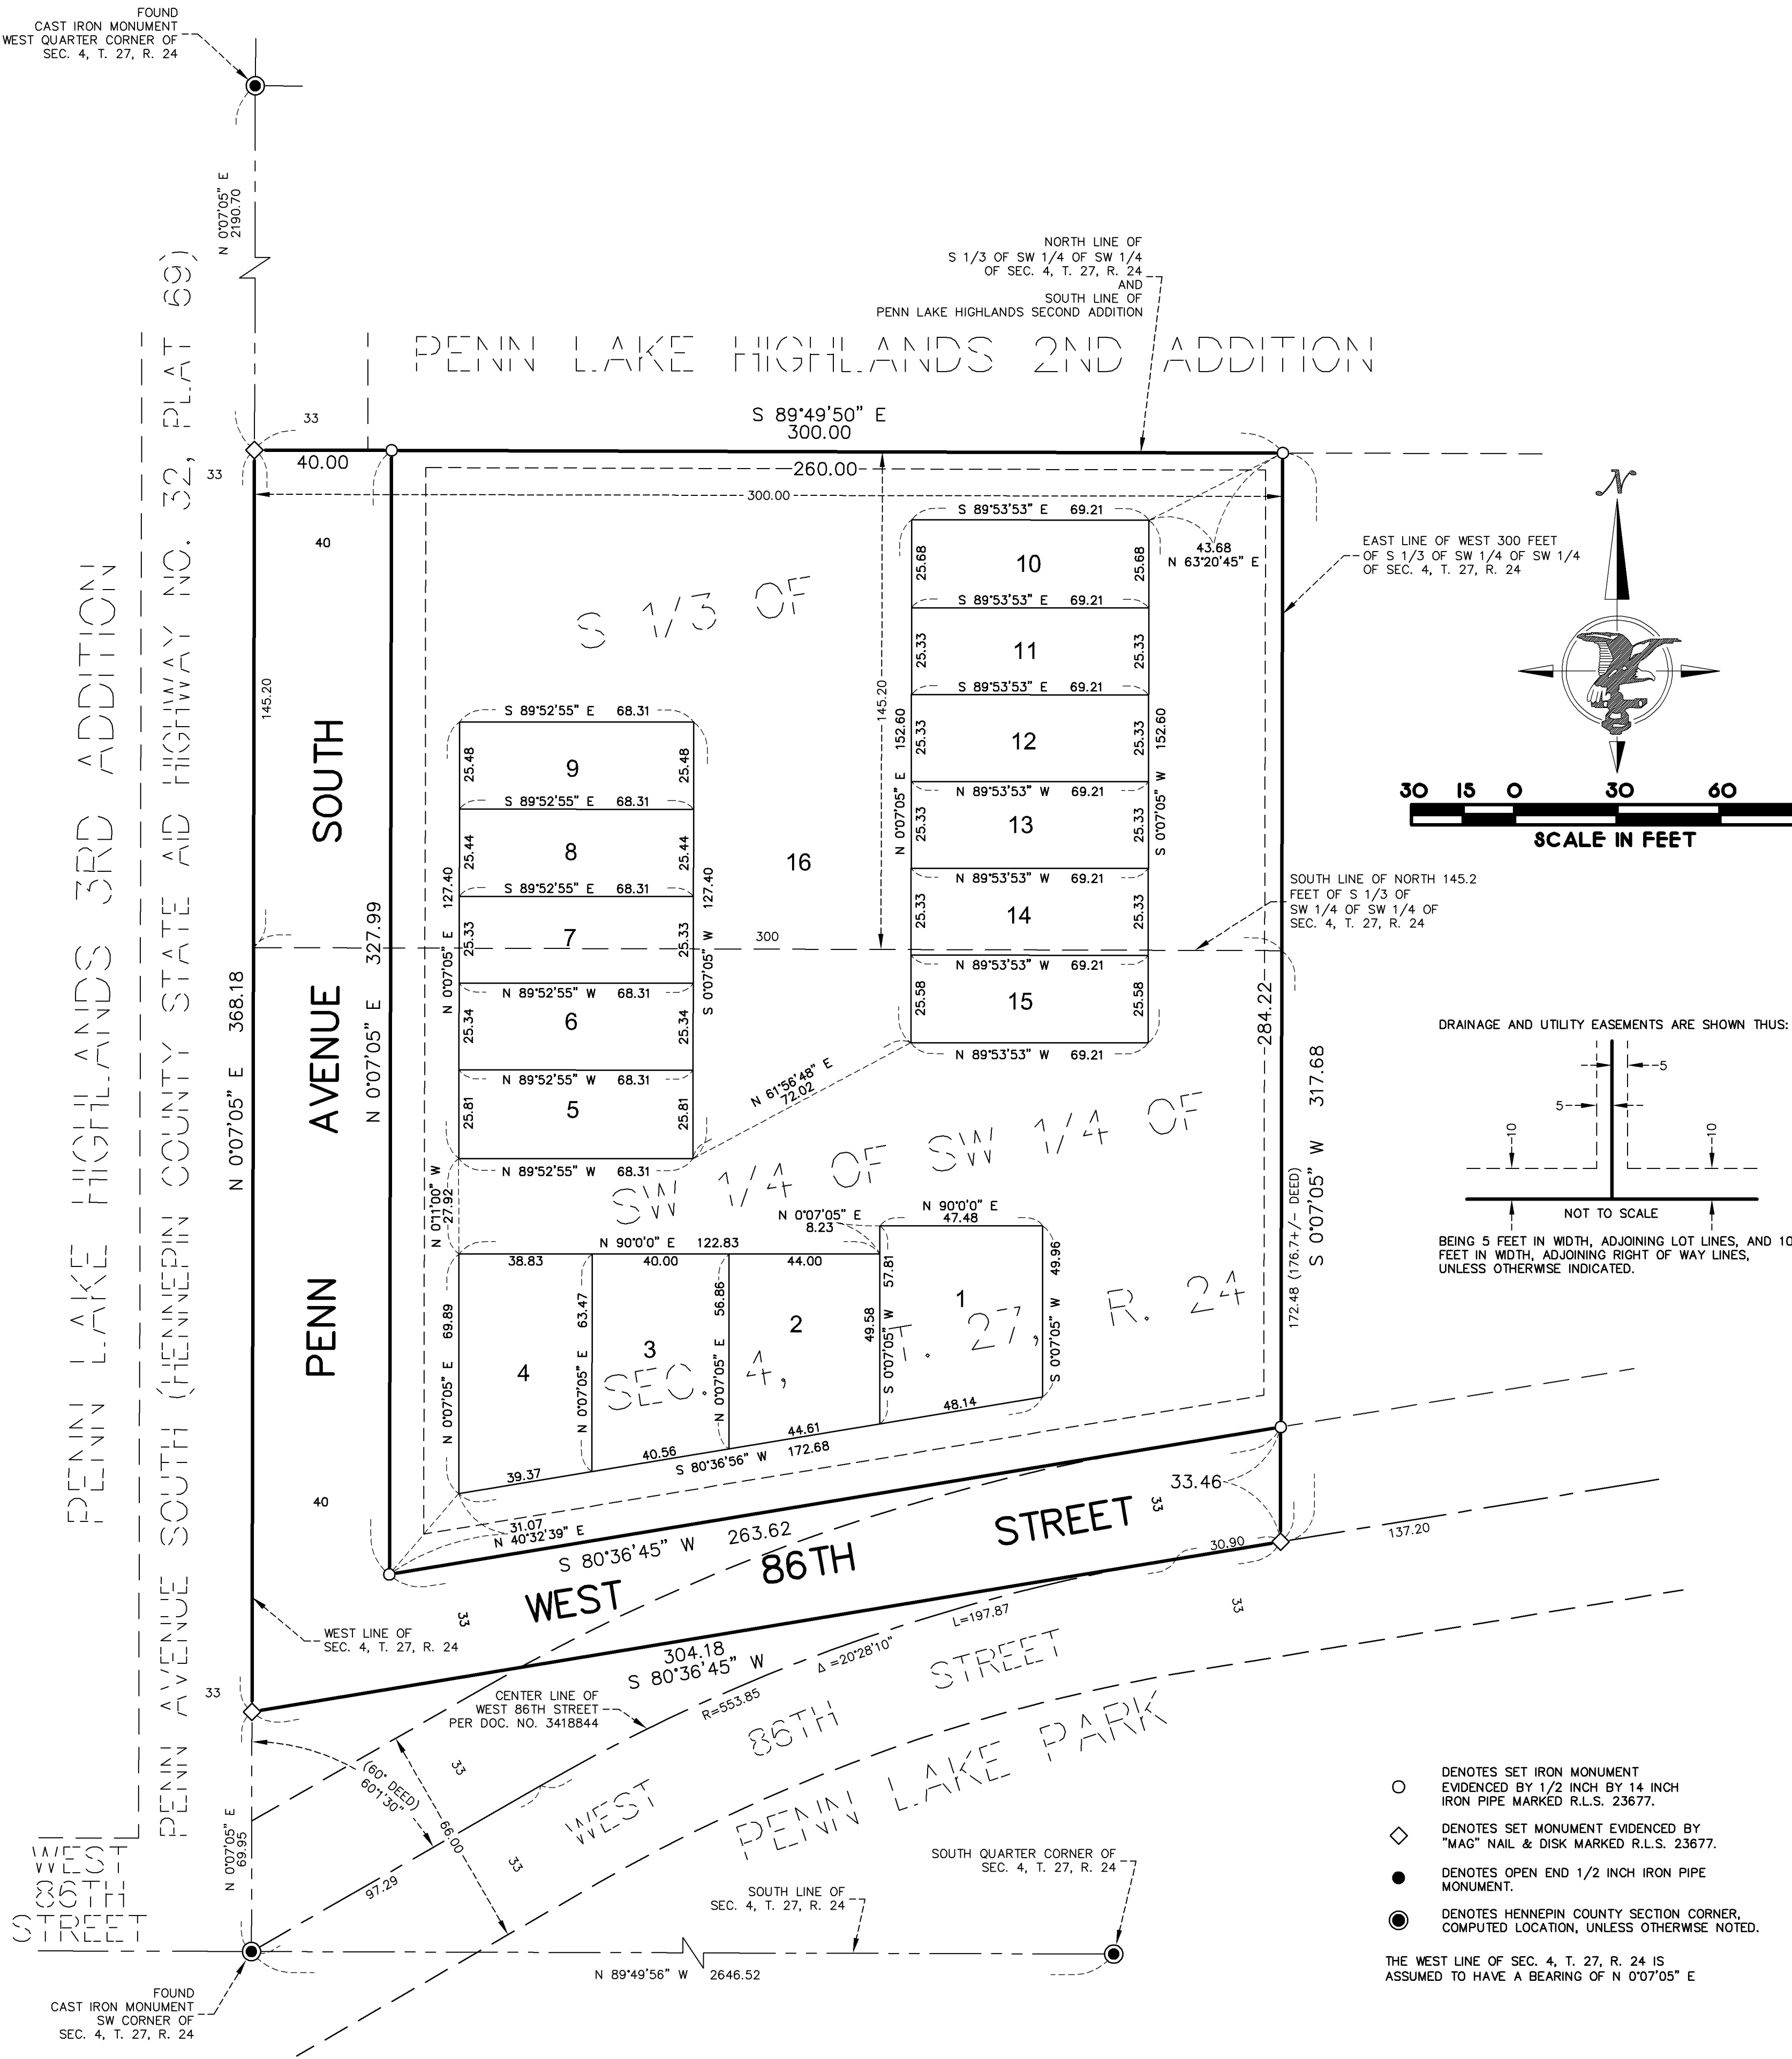 FOUND
CAST IRON MONUMENT
WEST QUARTER CORNER OF
SEC. 4, T. 27, R. 24
N 0°07'05" E
2190.70
NORTH LINE OF
S 1/3 OF SW 1/4 OF SW 1/4
OF SEC. 4, T. 27, R. 24
AND
SOUTH LINE OF
PENN LAKE HIGHLANDS SECOND ADDITION
PENN LAKE HIGHLANDS 2ND ADDITION
S 89°49'50" E
300.00
33
33
40.00
260.00
300.00
40
PENN LAKE HIGHLANDS 3RD ADDITION
PENN AVENUE SOUTH (HENNEPIN COUNTY STATE AID HIGHWAY NO. 32, PLAT 69)
145.20
N 0°07'05" E 368.18
PENN AVENUE SOUTH
N 0°07'05" E 327.99
S 1/3 OF
145.20
S 89°53'53" E 69.21
25.68
10
25.68
43.68
N 63°20'45" E
S 89°53'53" E 69.21
25.33
11
25.33
S 89°53'53" E 69.21
N 0°07'05" E 152.60
25.33
12
25.33
S 0°07'05" W 152.60
N 89°53'53" W 69.21
25.33
13
25.33
N 89°53'53" W 69.21
25.33
14
25.33
N 89°53'53" W 69.21
25.58
15
25.58
N 89°53'53" W 69.21
EAST LINE OF WEST 300 FEET
OF S 1/3 OF SW 1/4 OF SW 1/4
OF SEC. 4, T. 27, R. 24
N
30 15 0 30 60
SCALE IN FEET
S 89°52'55" E 68.31
25.48
9
25.48
S 89°52'55" E 68.31
25.44
8
25.44
S 89°52'55" E 68.31
N 0°07'05" E 127.40
25.33
7
25.33
S 0°07'05" W 127.40
N 89°52'55" W 68.31
25.34
6
25.34
N 89°52'55" W 68.31
25.81
5
25.81
N 89°52'55" W 68.31
16
300
SOUTH LINE OF NORTH 145.2
FEET OF S 1/3 OF
SW 1/4 OF SW 1/4 OF
SEC. 4, T. 27, R. 24
284.22
S 0°07'05" W 317.68
172.48 (176.7+/- DEED)
N 61°56'48" E
72.02
SW 1/4 OF SW 1/4 OF
SEC. 4, T. 27, R. 24
N 0°11'00" W
27.92
N 0°07'05" E
8.23
N 90°0'0" E
47.48
N 90°0'0" E 122.83
38.83
40.00
44.00
N 0°07'05" E 69.89
4
N 0°07'05" E 63.47
3
N 0°07'05" E 56.86
2
49.58
S 0°07'05" W 57.81
1
S 0°07'05" W 49.96
39.37
40.56
44.61
48.14
S 80°36'56" W 172.68
31.07
N 40°32'39" E
40
S 80°36'45" W 263.62
33.46
WEST 86TH STREET
33
33
30.90
137.20
33
DRAINAGE AND UTILITY EASEMENTS ARE SHOWN THUS:
5
5
10
10
NOT TO SCALE
BEING 5 FEET IN WIDTH, ADJOINING LOT LINES, AND 10
FEET IN WIDTH, ADJOINING RIGHT OF WAY LINES,
UNLESS OTHERWISE INDICATED.
WEST LINE OF
SEC. 4, T. 27, R. 24
33
304.18
S 80°36'45" W
CENTER LINE OF
WEST 86TH STREET
PER DOC. NO. 3418844
R=553.85
Δ =20°28'10"
L=197.87
WEST 86TH STREET
PENN LAKE PARK
(60° DEED)
60°1'30"
66.00
33
33
97.29
N 0°07'05" E
69.95
WEST
86TH
STREET
SOUTH LINE OF
SEC. 4, T. 27, R. 24
SOUTH QUARTER CORNER OF
SEC. 4, T. 27, R. 24
N 89°49'56" W 2646.52
FOUND
CAST IRON MONUMENT
SW CORNER OF
SEC. 4, T. 27, R. 24
DENOTES SET IRON MONUMENT
EVIDENCED BY 1/2 INCH BY 14 INCH
IRON PIPE MARKED R.L.S. 23677.
DENOTES SET MONUMENT EVIDENCED BY
"MAG" NAIL & DISK MARKED R.L.S. 23677.
DENOTES OPEN END 1/2 INCH IRON PIPE
MONUMENT.
DENOTES HENNEPIN COUNTY SECTION CORNER,
COMPUTED LOCATION, UNLESS OTHERWISE NOTED.
THE WEST LINE OF SEC. 4, T. 27, R. 24 IS
ASSUMED TO HAVE A BEARING OF N 0°07'05" E